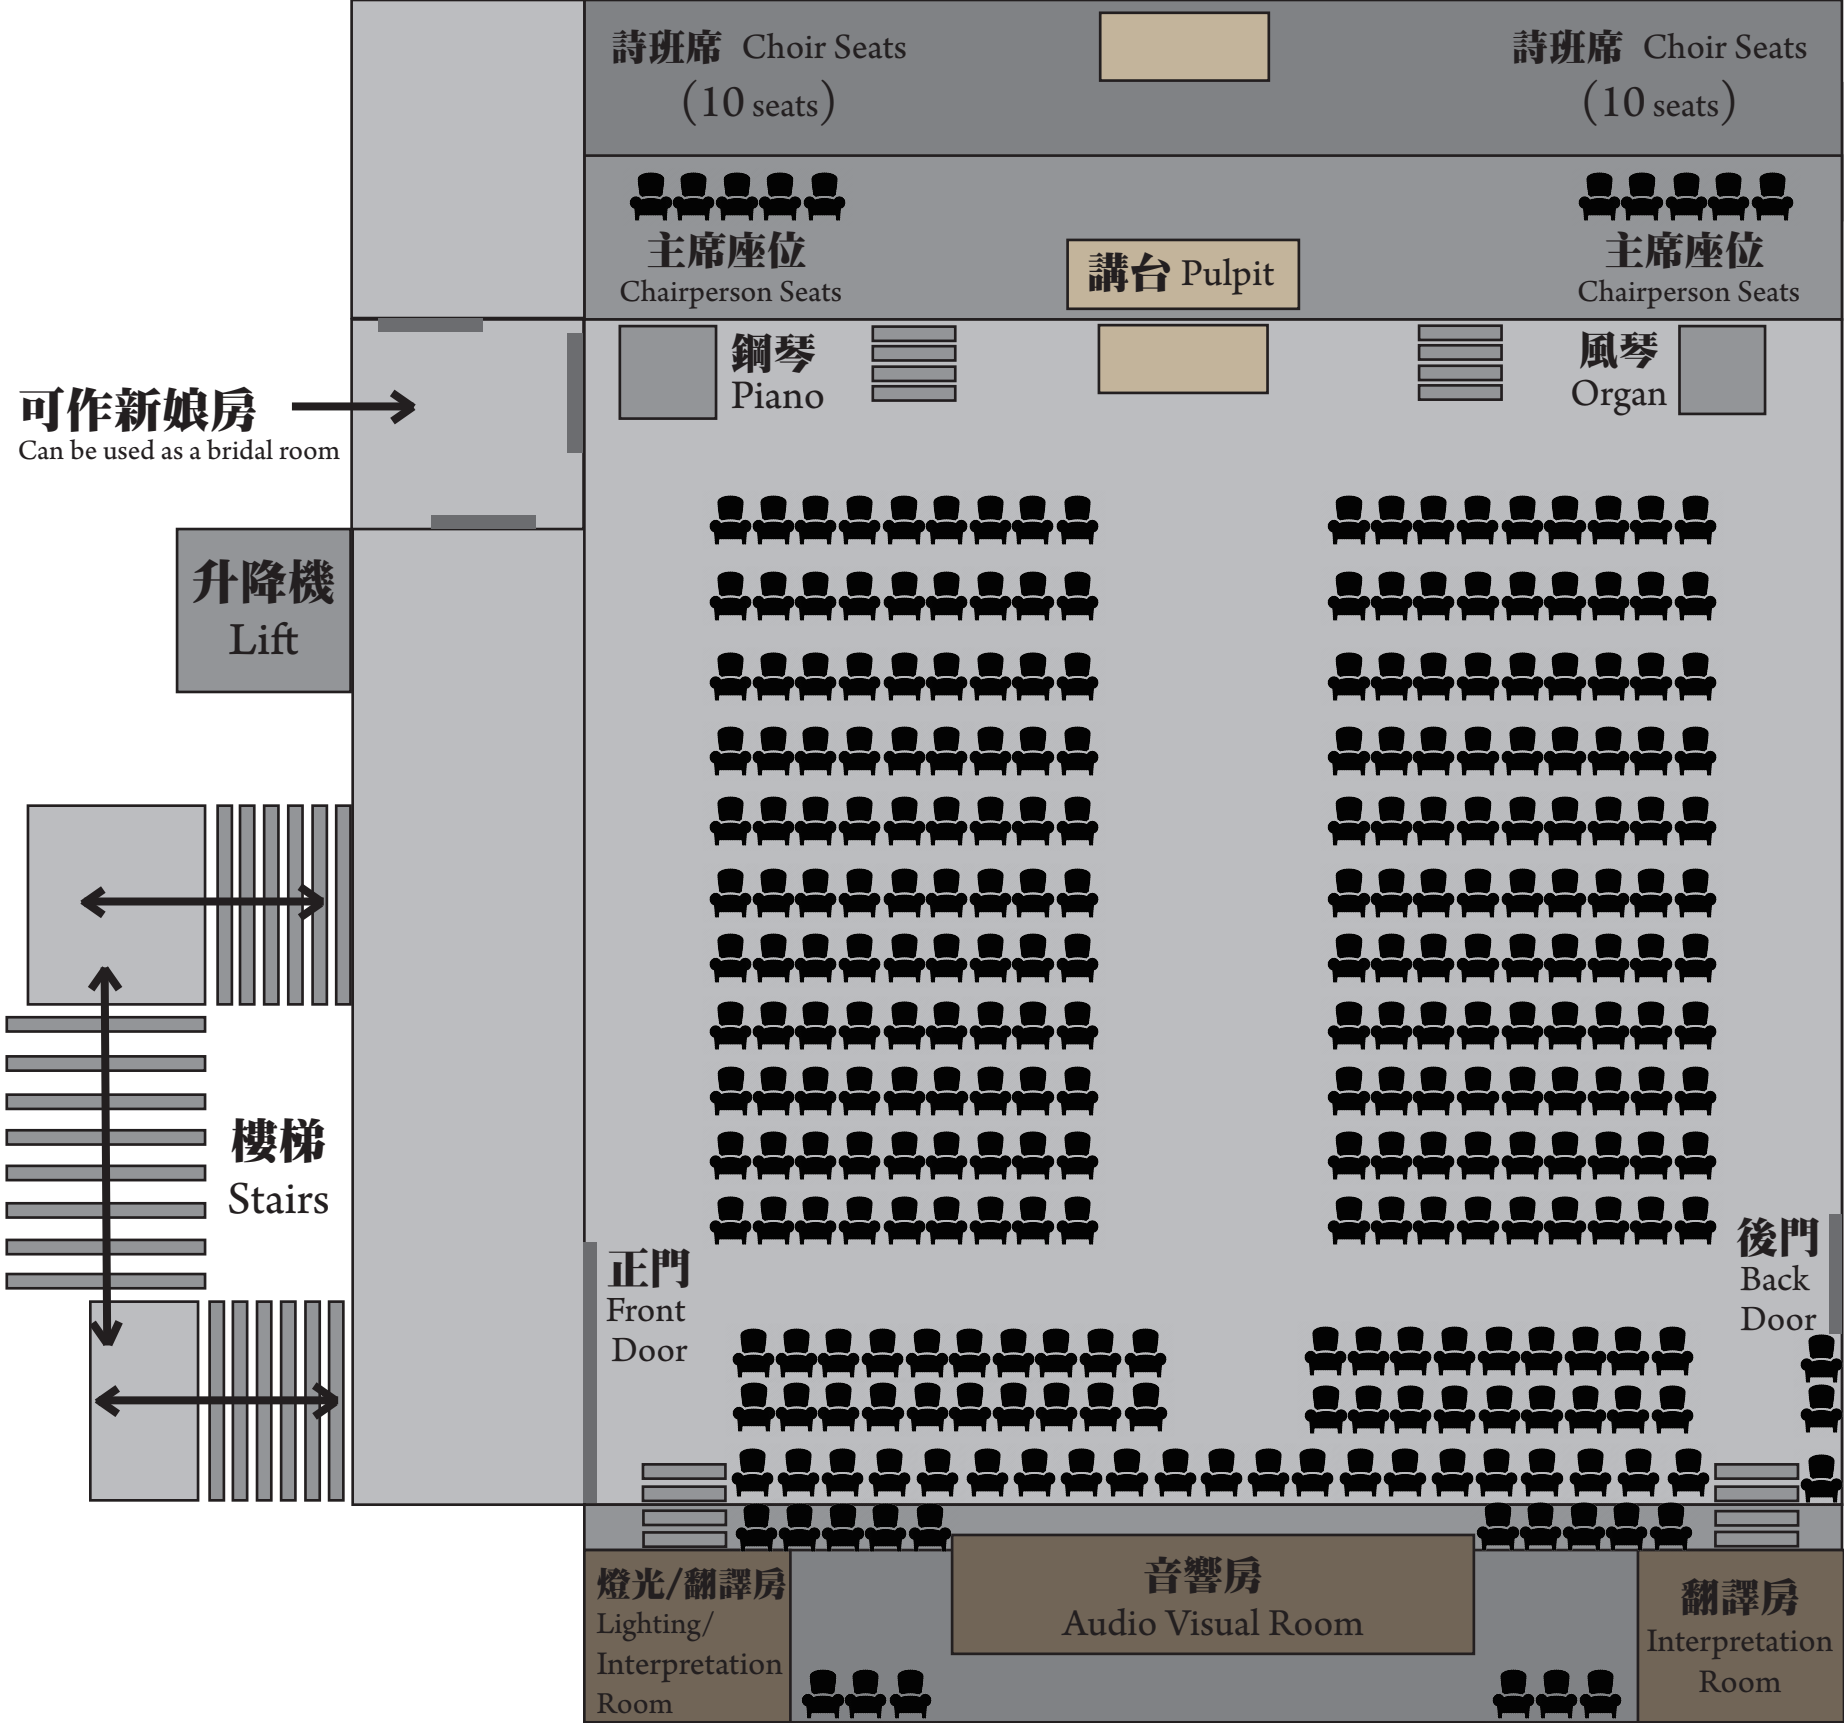 詩班席 Choir Seats
(10 seats)
詩班席 Choir Seats
(10 seats)
主席座位
Chairperson Seats
講台 Pulpit
主席座位
Chairperson Seats
鋼琴
Piano
風琴
Organ
可作新娘房
Can be used as a bridal room
升降機
Lift
樓梯
Stairs
正門
Front
Door
後門
Back
Door
燈光/翻譯房
Lighting/
Interpretation
Room
音響房
Audio Visual Room
翻譯房
Interpretation
Room